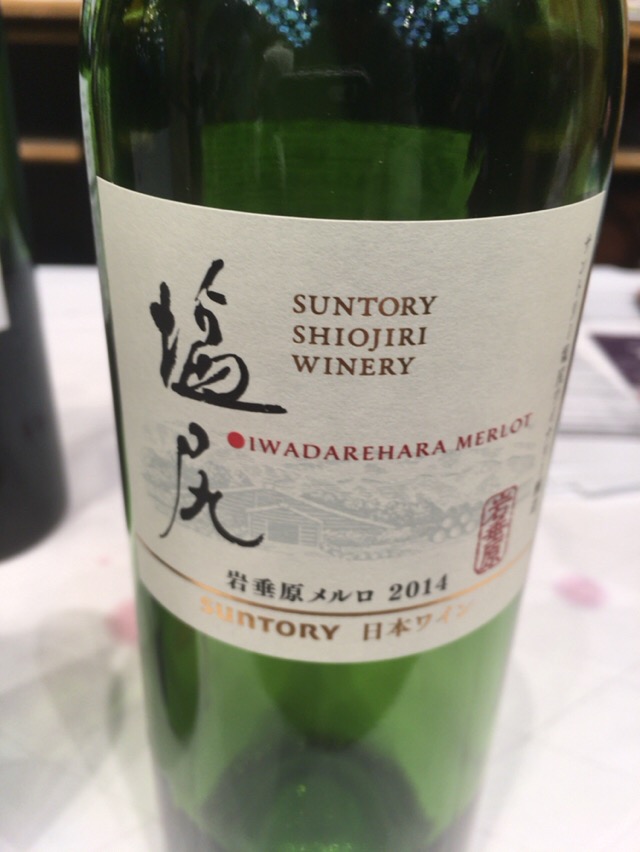 塩尻
SUNTORY
SHIOJIRI
WINERY
IWADAREHARA MERLOT
岩垂原
岩垂原メルロ 2014
SUNTORY 日本ワイン